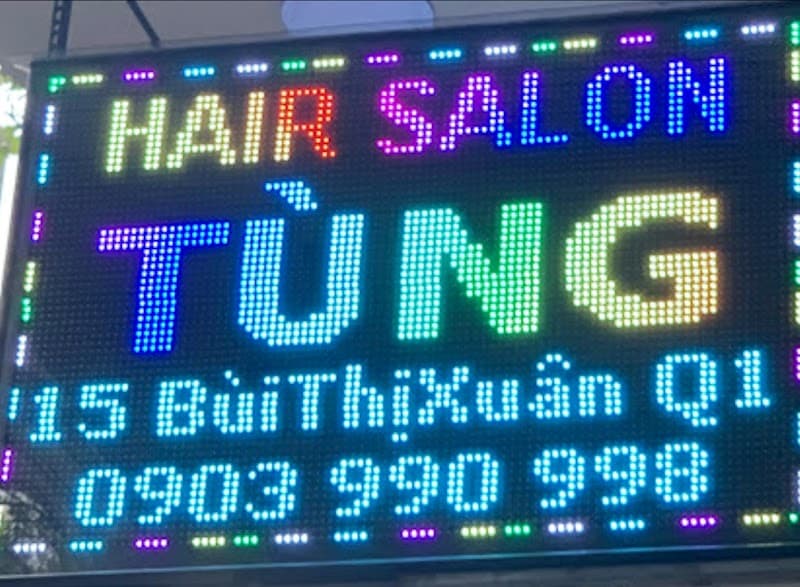 HAIR SALON
TÙNG
15 BùiThịXuân Q1
0903 990 998